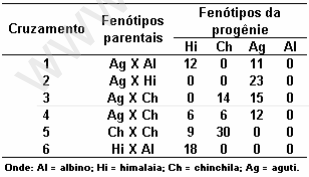 Cruzamento Fenótipos parentais Fenótipos da progênie
Hi Ch Ag Al
1 Ag X Al 12 0 11 0
2 Ag X Hi 0 0 23 0
3 Ag X Ch 0 14 15 0
4 Ag X Ch 6 6 12 0
5 Ch X Ch 9 30 0 0
6 Hi X Al 18 0 0 0
Onde: Al = albino; Hi = himalaia; Ch = chinchila; Ag = aguti.